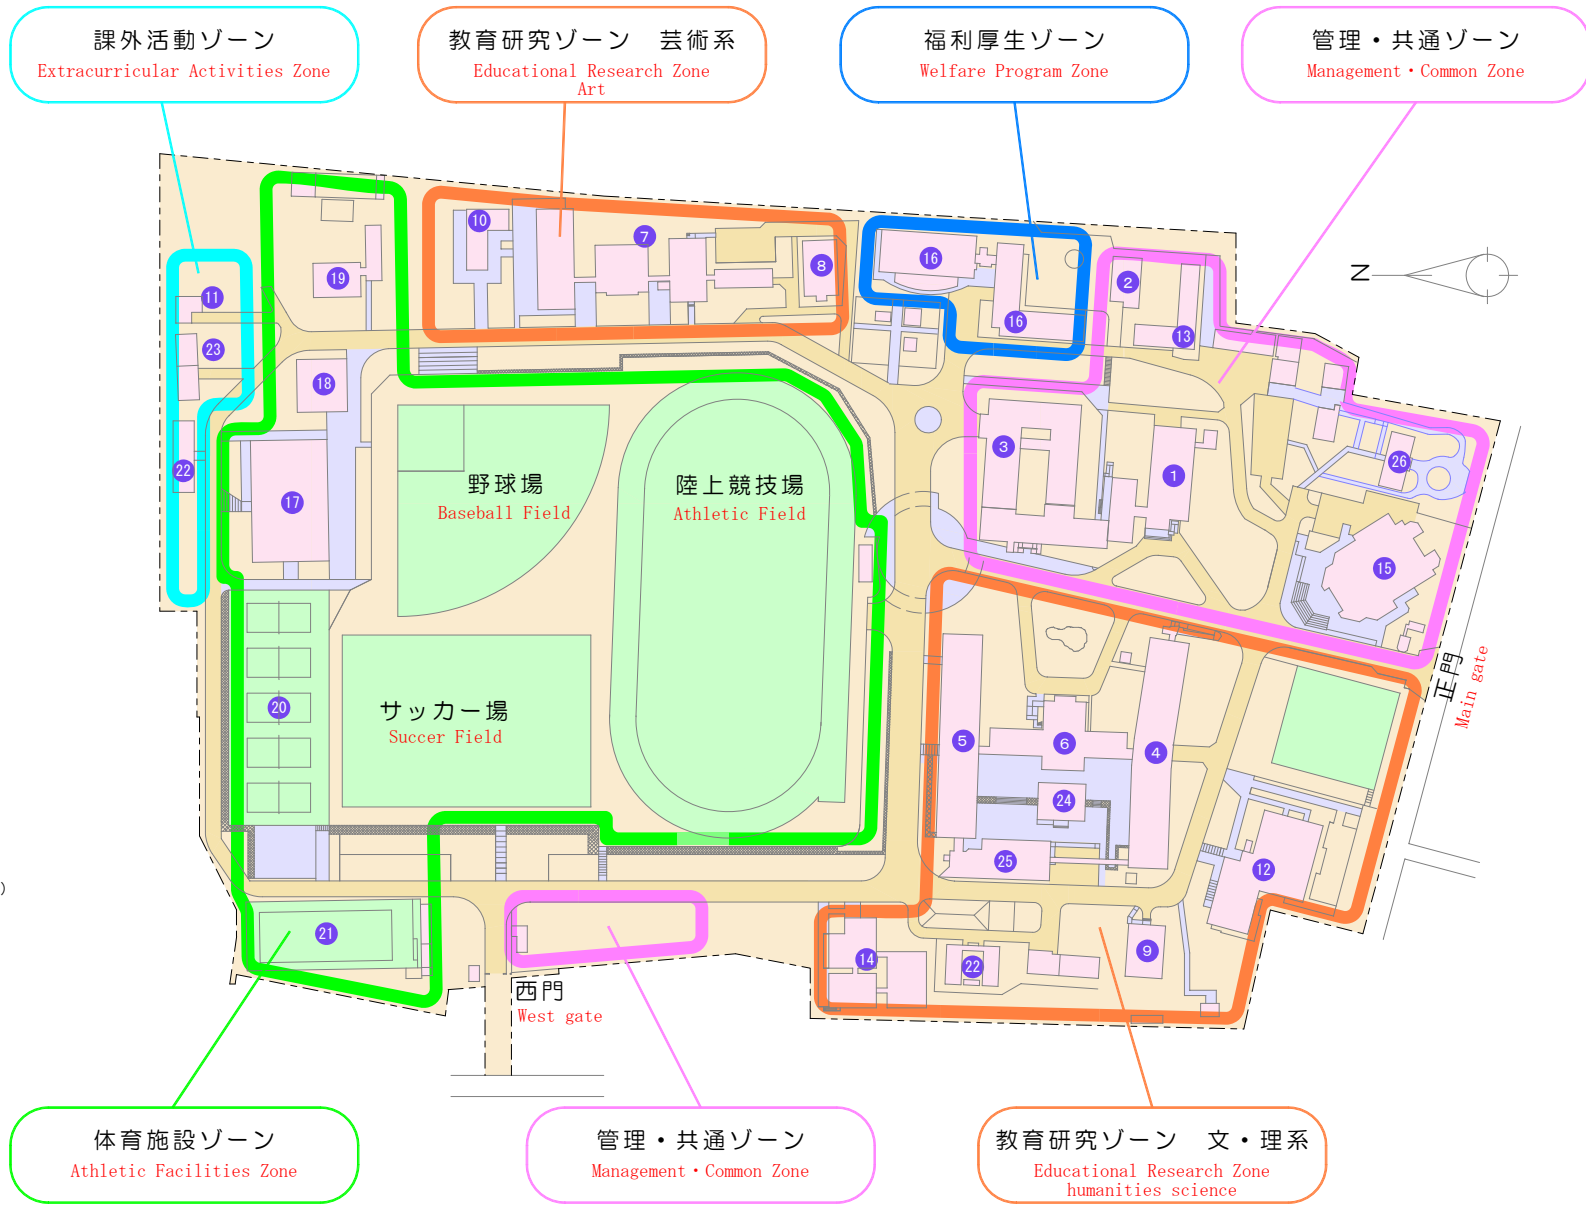 課外活動ゾーン
Extracurricular Activities Zone
教育研究ゾーン　芸術系
Educational Research Zone
Art
福利厚生ゾーン
Welfare Program Zone
管理・共通ゾーン
Management・Common Zone
10
7
8
16
16
2
13
N
19
11
23
18
22
17
野球場
Baseball Field
陸上競技場
Athletic Field
3
1
26
15
サッカー場
Succer Field
20
5
6
4
24
25
12
正門
Main gate
)
21
14
22
9
西門
West gate
体育施設ゾーン
Athletic Facilities Zone
管理・共通ゾーン
Management・Common Zone
教育研究ゾーン　文・理系
Educational Research Zone
humanities science